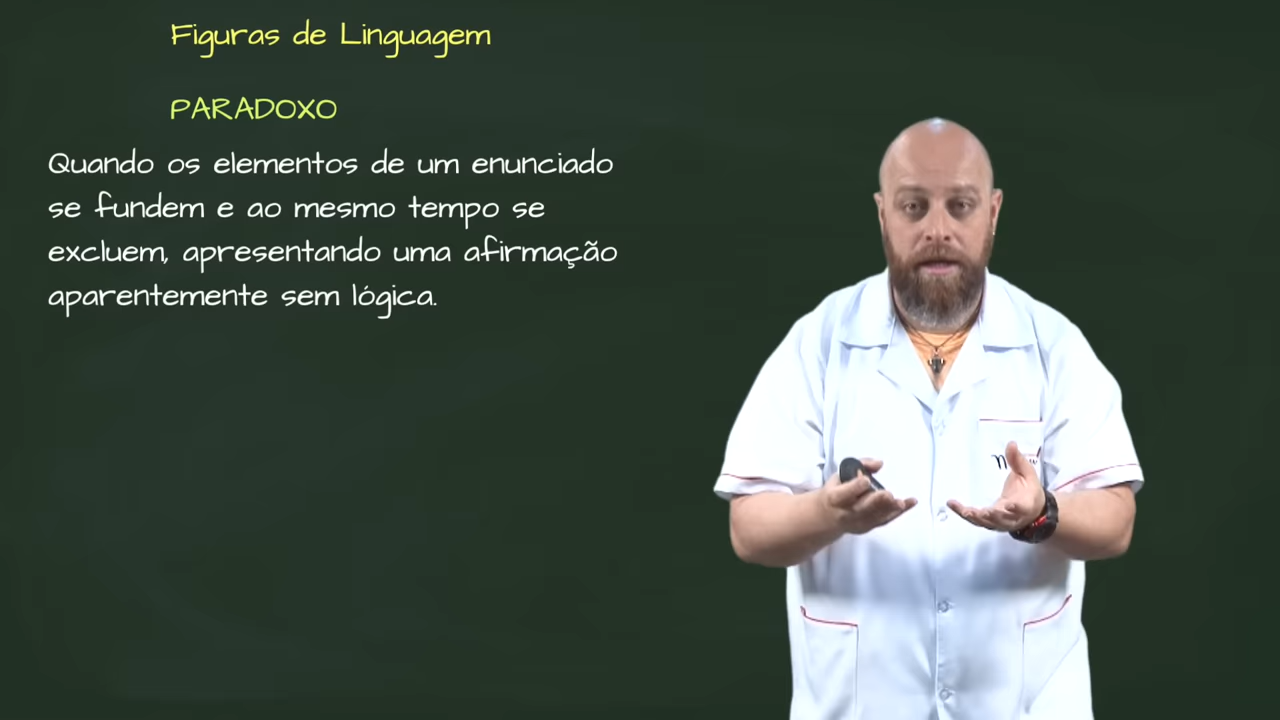 Figuras de Linguagem
PARADOXO
Quando os elementos de um enunciado
se fundem e ao mesmo tempo se
excluem, apresentando uma afirmação
aparentemente sem lógica.